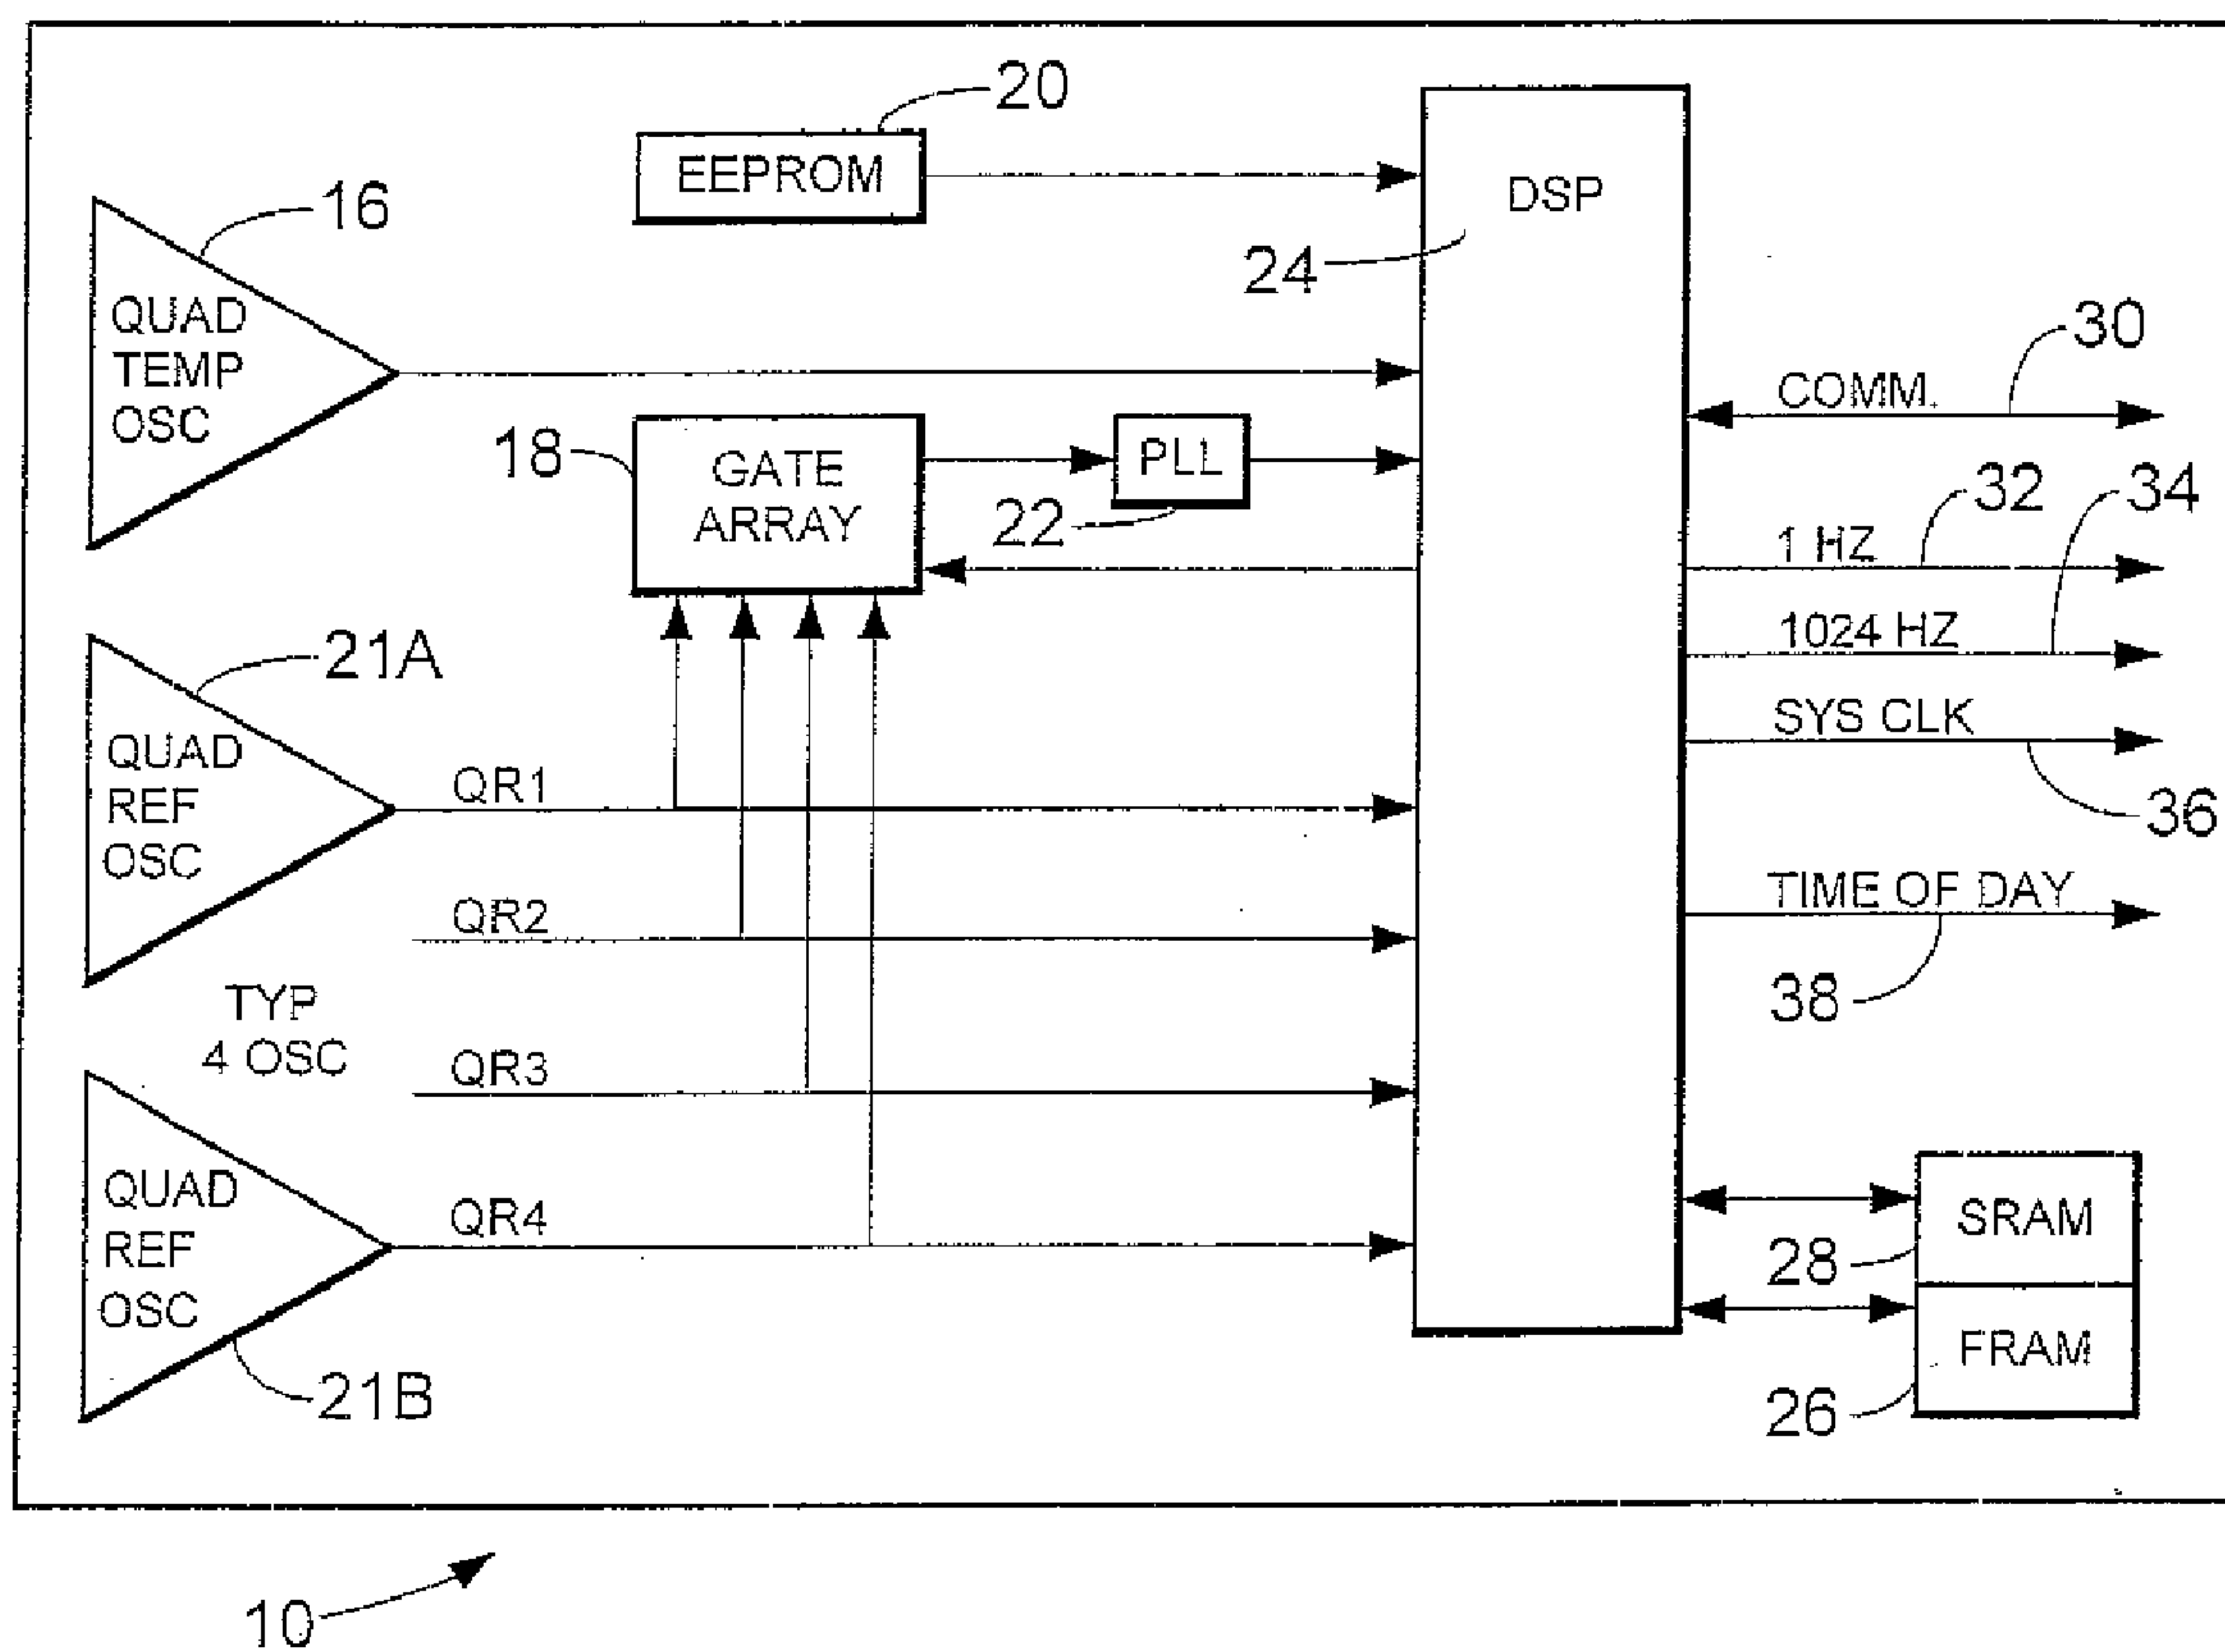 20
EEPROM
DSP
16
24
QUAD
TEMP
OSC
30
COMM.
18
GATE
ARRAY
PLL
22
32
34
1 HZ
1024 HZ
21A
SYS CLK
36
QUAD
REF
OSC
QR1
TIME OF DAY
38
QR2
TYP
4 OSC
QR3
QUAD
REF
OSC
QR4
21B
SRAM
28
FRAM
26
10